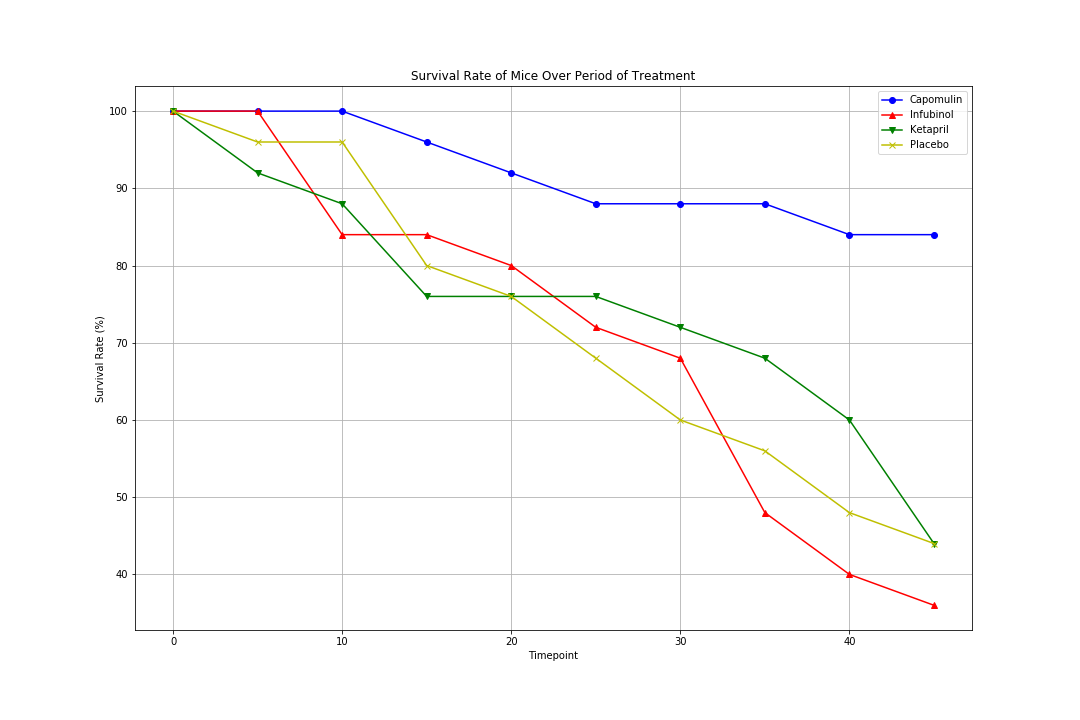 Survival Rate of Mice Over Period of Treatment
Capomulin
Infubinol
Ketapril
Placebo
100
90
80
70
60
50
40
Survival Rate (%)
0 10 20 30 40
Timepoint